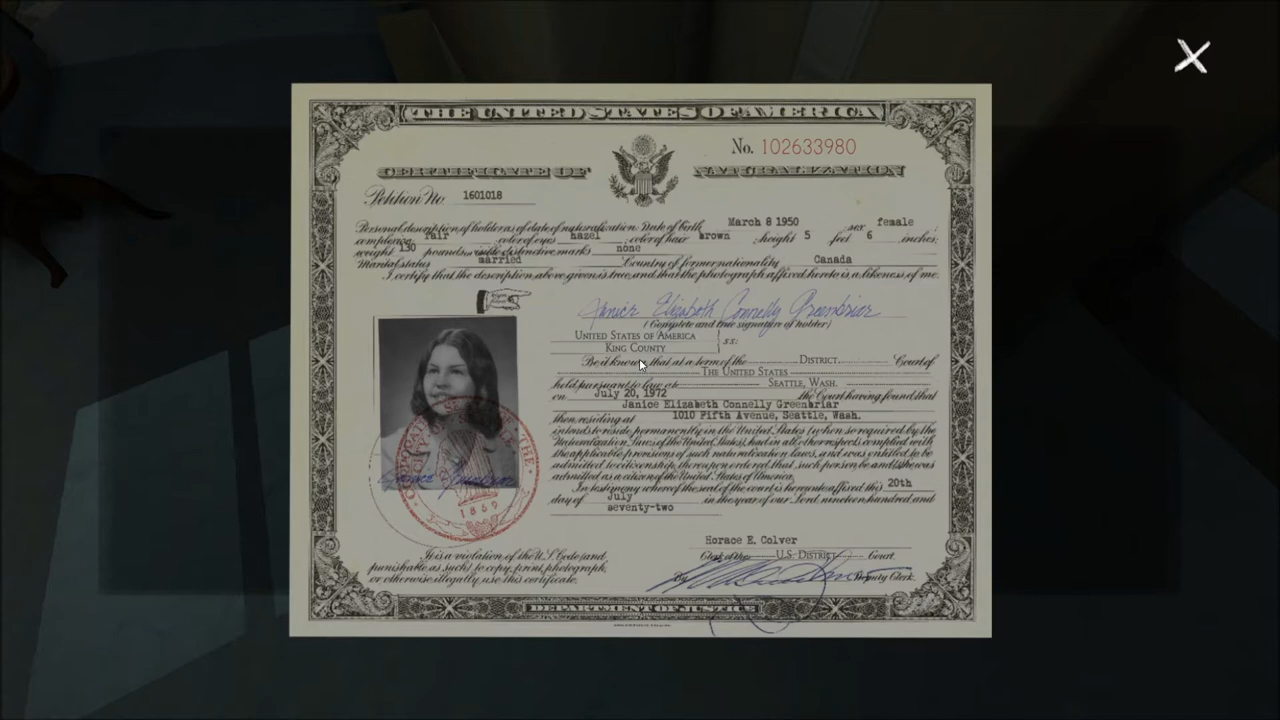 THE UNITED STATES OF AMERICA
No. 102633980
CERTIFICATE OF NATURALIZATION
Petition No. 1601018
Personal description of holder as of date of naturalization: Date of birth March 8 1950 sex female
complexion fair color of eyes hazel color of hair brown height 5 feet 6 inches;
weight 130 pounds; visible distinctive marks none
Marital status married Country of former nationality Canada
I certify that the description above given is true, and that the photograph affixed hereto is a likeness of me.
Janice Elizabeth Connelly Greenbriar
(Complete and true signature of holder)
UNITED STATES OF AMERICA
KING COUNTY
ss:
Be it known that at a term of the DISTRICT Court of
THE UNITED STATES
held pursuant to law at SEATTLE, WASH.
on July 20, 1972 the Court having found that
Janice Elizabeth Connelly Greenbriar
then residing at 1010 Fifth Avenue, Seattle, Wash.
intends to reside permanently in the United States (when so required by the
Naturalization Laws of the United States), had in all other respects complied with
the applicable provisions of such naturalization laws, and was entitled to be
admitted to citizenship, thereupon ordered that such person be and she was
admitted as a citizen of the United States of America.
In testimony whereof the seal of the court is hereunto affixed this 20th
day of July in the year of our Lord nineteen hundred and
seventy-two
1869
Horace E. Colver
Clerk of the U.S. DISTRICT Court.
By Deputy Clerk.
It is a violation of the U.S. Code (and
punishable as such) to copy, print, photograph,
or otherwise illegally use this certificate.
DEPARTMENT OF JUSTICE